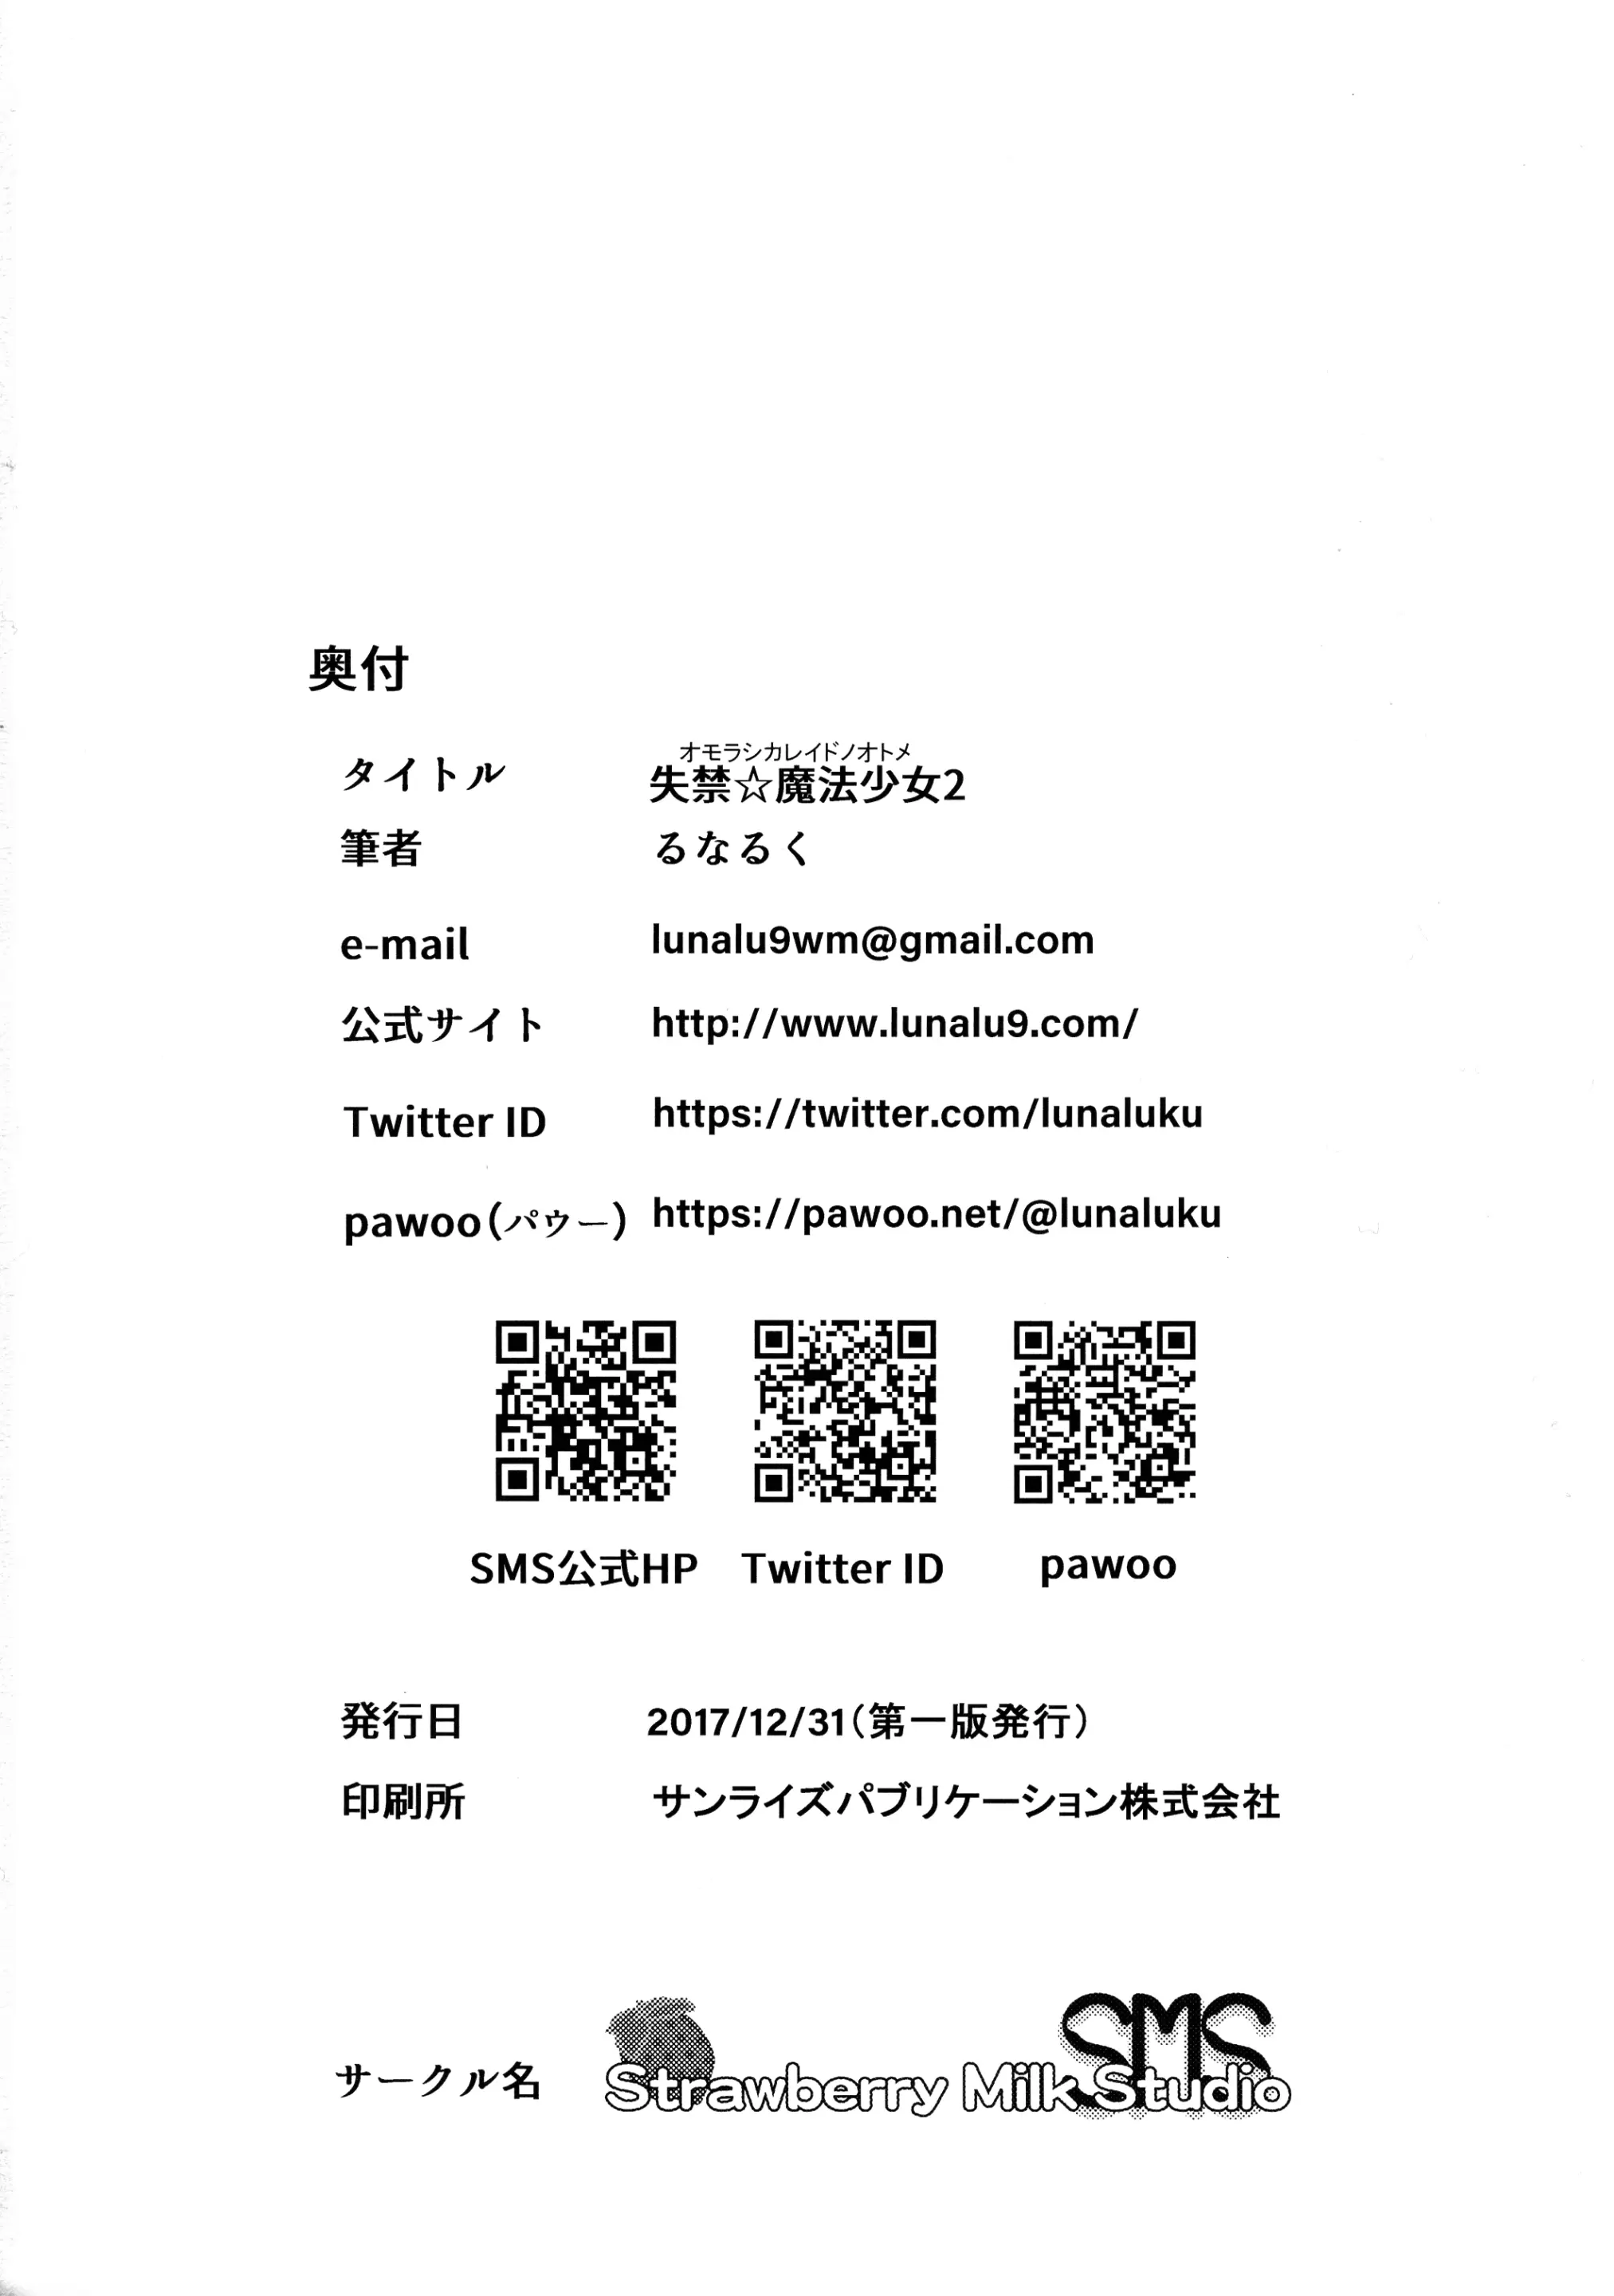 奥付
オモラシカレイドノオトメ
タイトル 失禁☆魔法少女2
筆者 るなるく
e-mail lunalu9wm@gmail.com
公式サイト http://www.lunalu9.com/
Twitter ID https://twitter.com/lunaluku
pawoo(パウー) https://pawoo.net/@lunaluku
SMS公式HP Twitter ID pawoo
発行日 2017/12/31(第一版発行)
印刷所 サンライズパブリケーション株式会社
SMS
サークル名 Strawberry Milk Studio